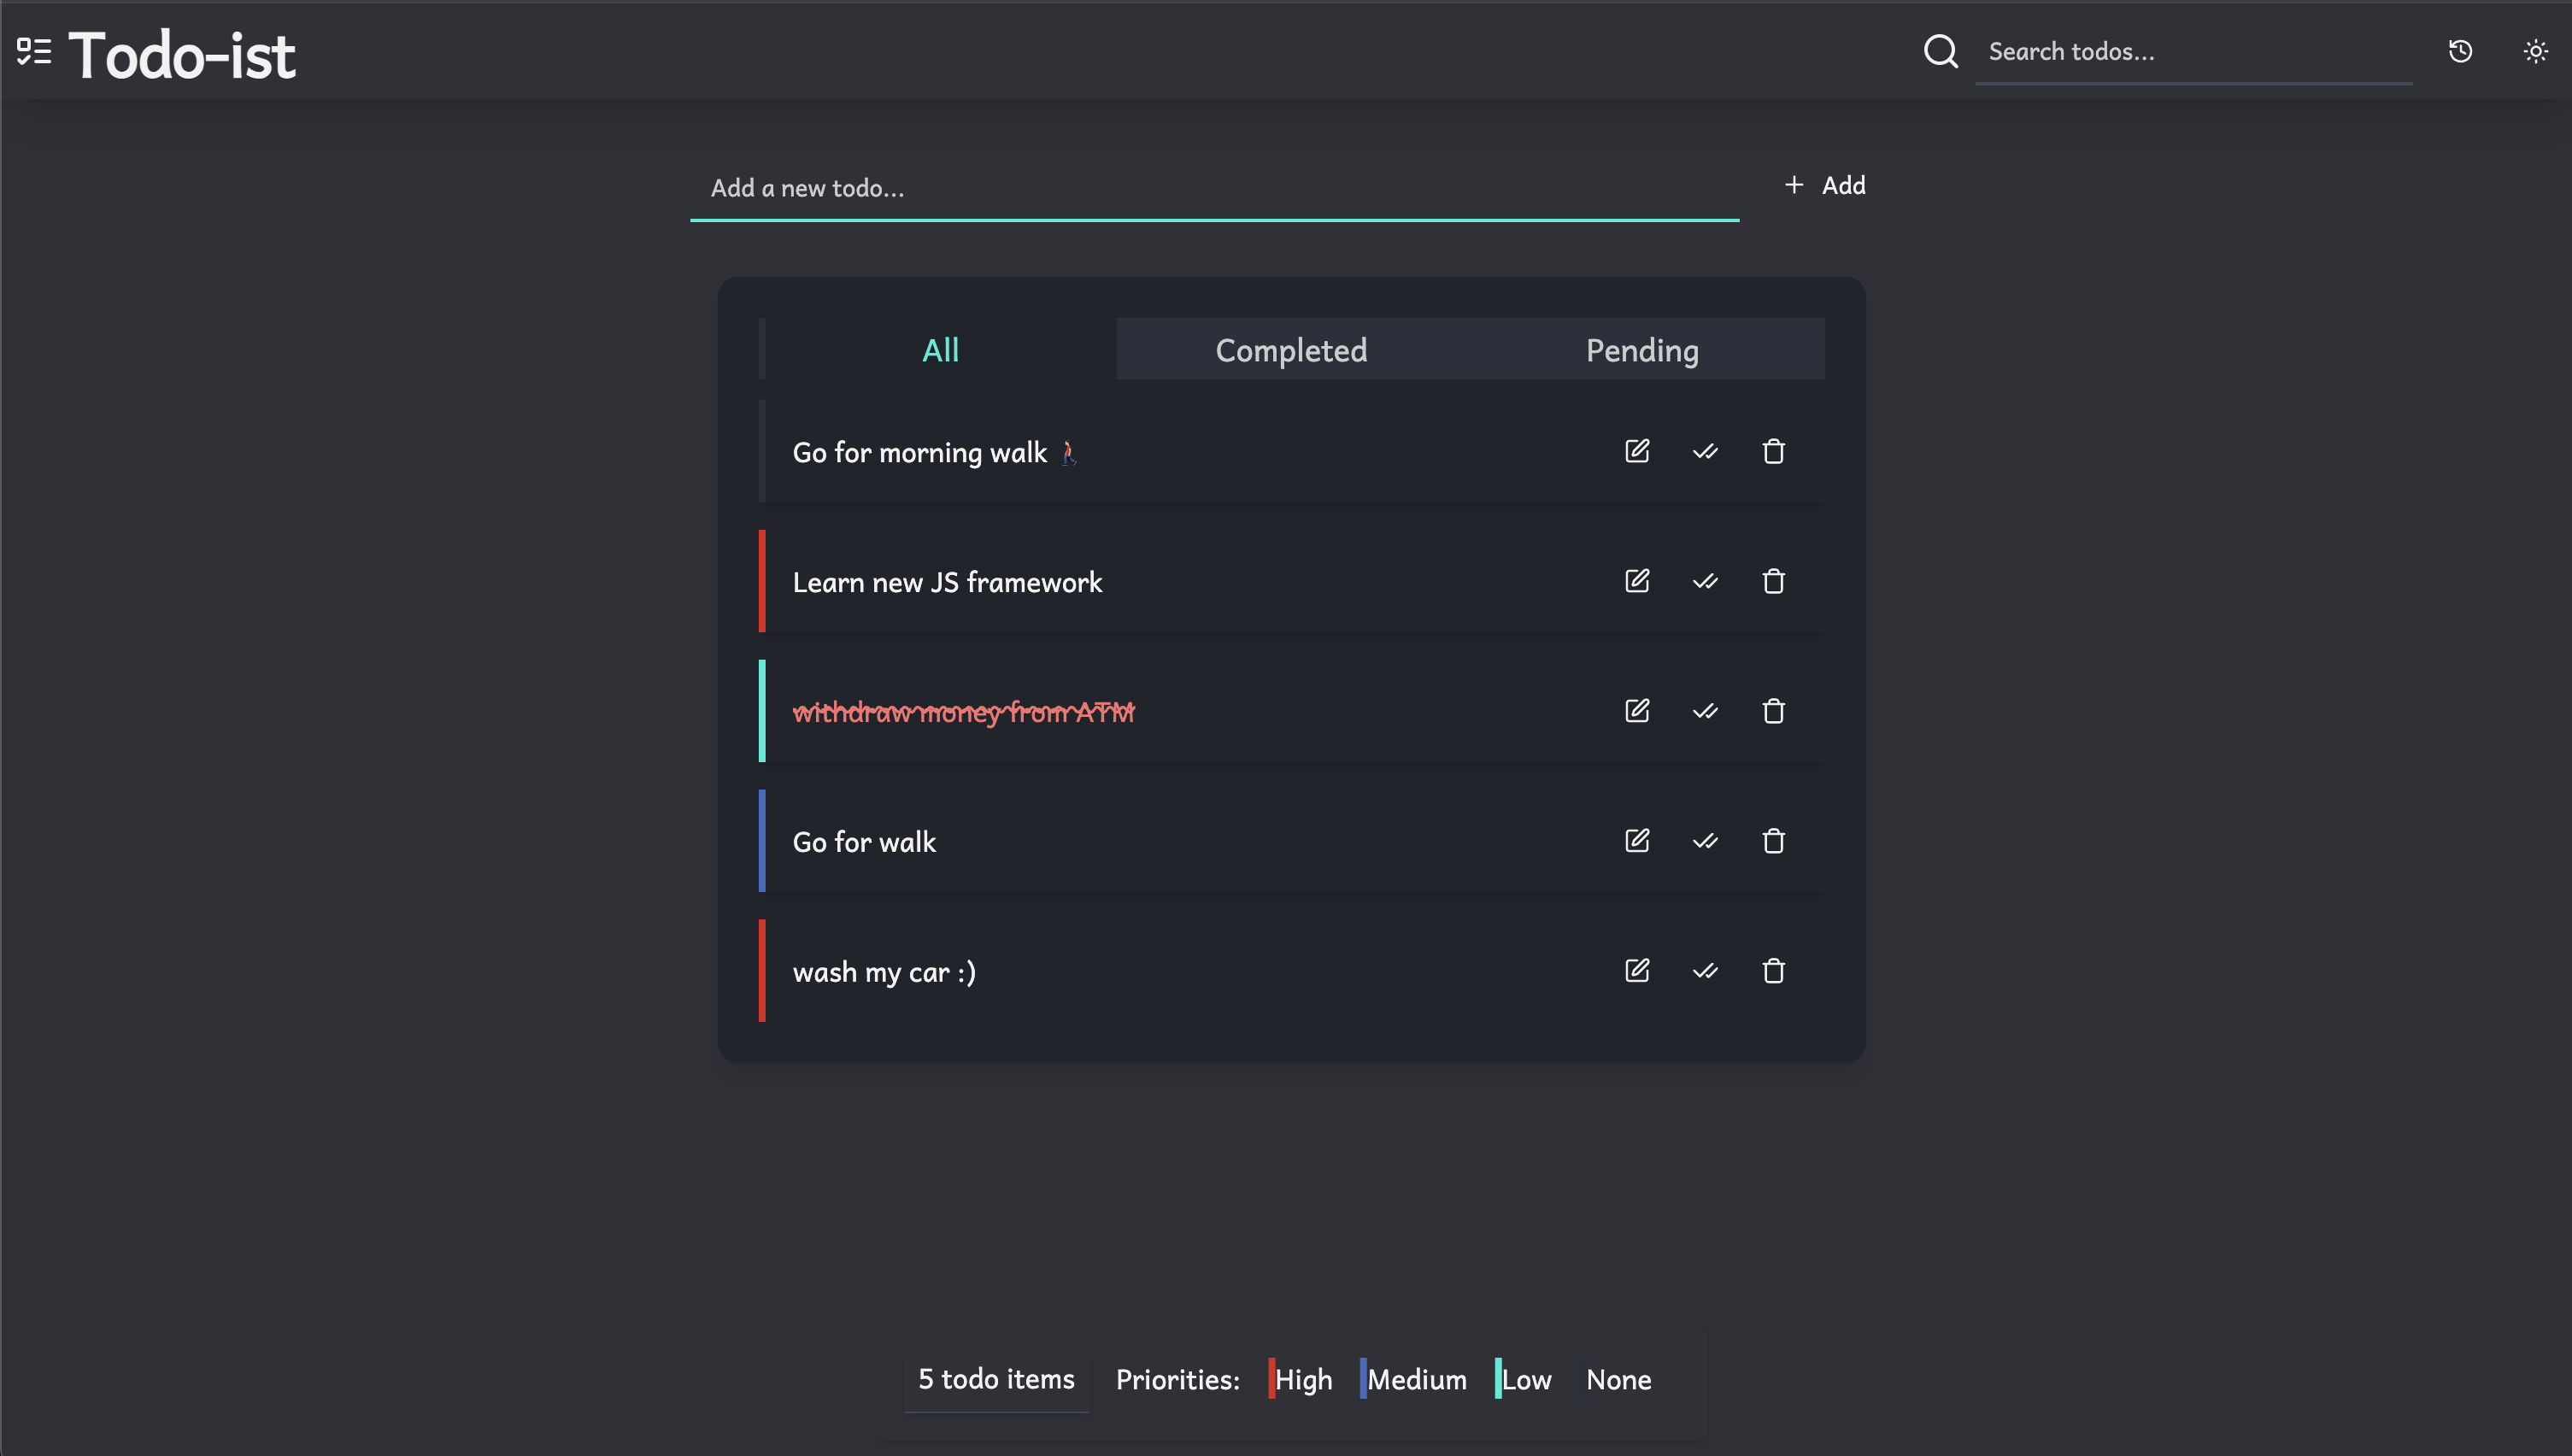 Todo-ist
Search todos...
Add a new todo...
Add
All Completed Pending
Go for morning walk 🚶
Learn new JS framework
withdraw money from ATM
Go for walk
wash my car :)
5 todo items Priorities: High Medium Low None